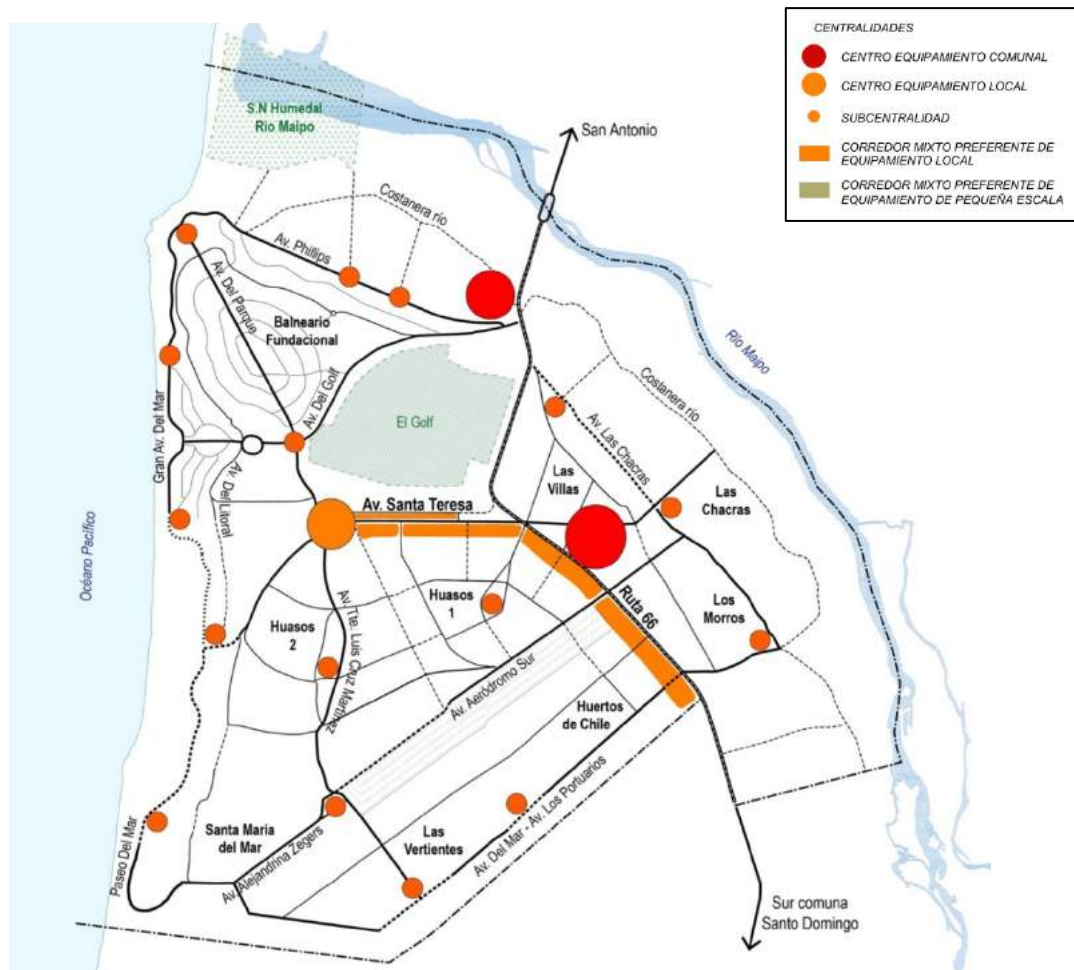 CENTRALIDADES
CENTRO EQUIPAMIENTO COMUNAL
CENTRO EQUIPAMIENTO LOCAL
SUBCENTRALIDAD
CORREDOR MIXTO PREFERENTE DE
EQUIPAMIENTO LOCAL
CORREDOR MIXTO PREFERENTE DE
EQUIPAMIENTO DE PEQUEÑA ESCALA
S.N Humedal
Rio Maipo
San Antonio
Costanera río
Av. Phillips
Av. Del Parque
Balneario
Fundacional
Río Maipo
Av. Del Golf
El Golf
Costanera río
Gran Av. Del Mar
Av. Las Chacras
Av. Del Litoral
Las
Villas
Las
Chacras
Av. Santa Teresa
Océano Pacífico
Huasos
1
Ruta 66
Los
Morros
Huasos
2
Av. Tte. Luis Cruz Martínez
Av. Aeródromo Sur
Huertos
de Chile
Paseo Del Mar
Santa María
del Mar
Av. Alejandrina Zegers
Las
Vertientes
Av. Del Mar - Av. Los Portuarios
Sur comuna
Santo Domingo